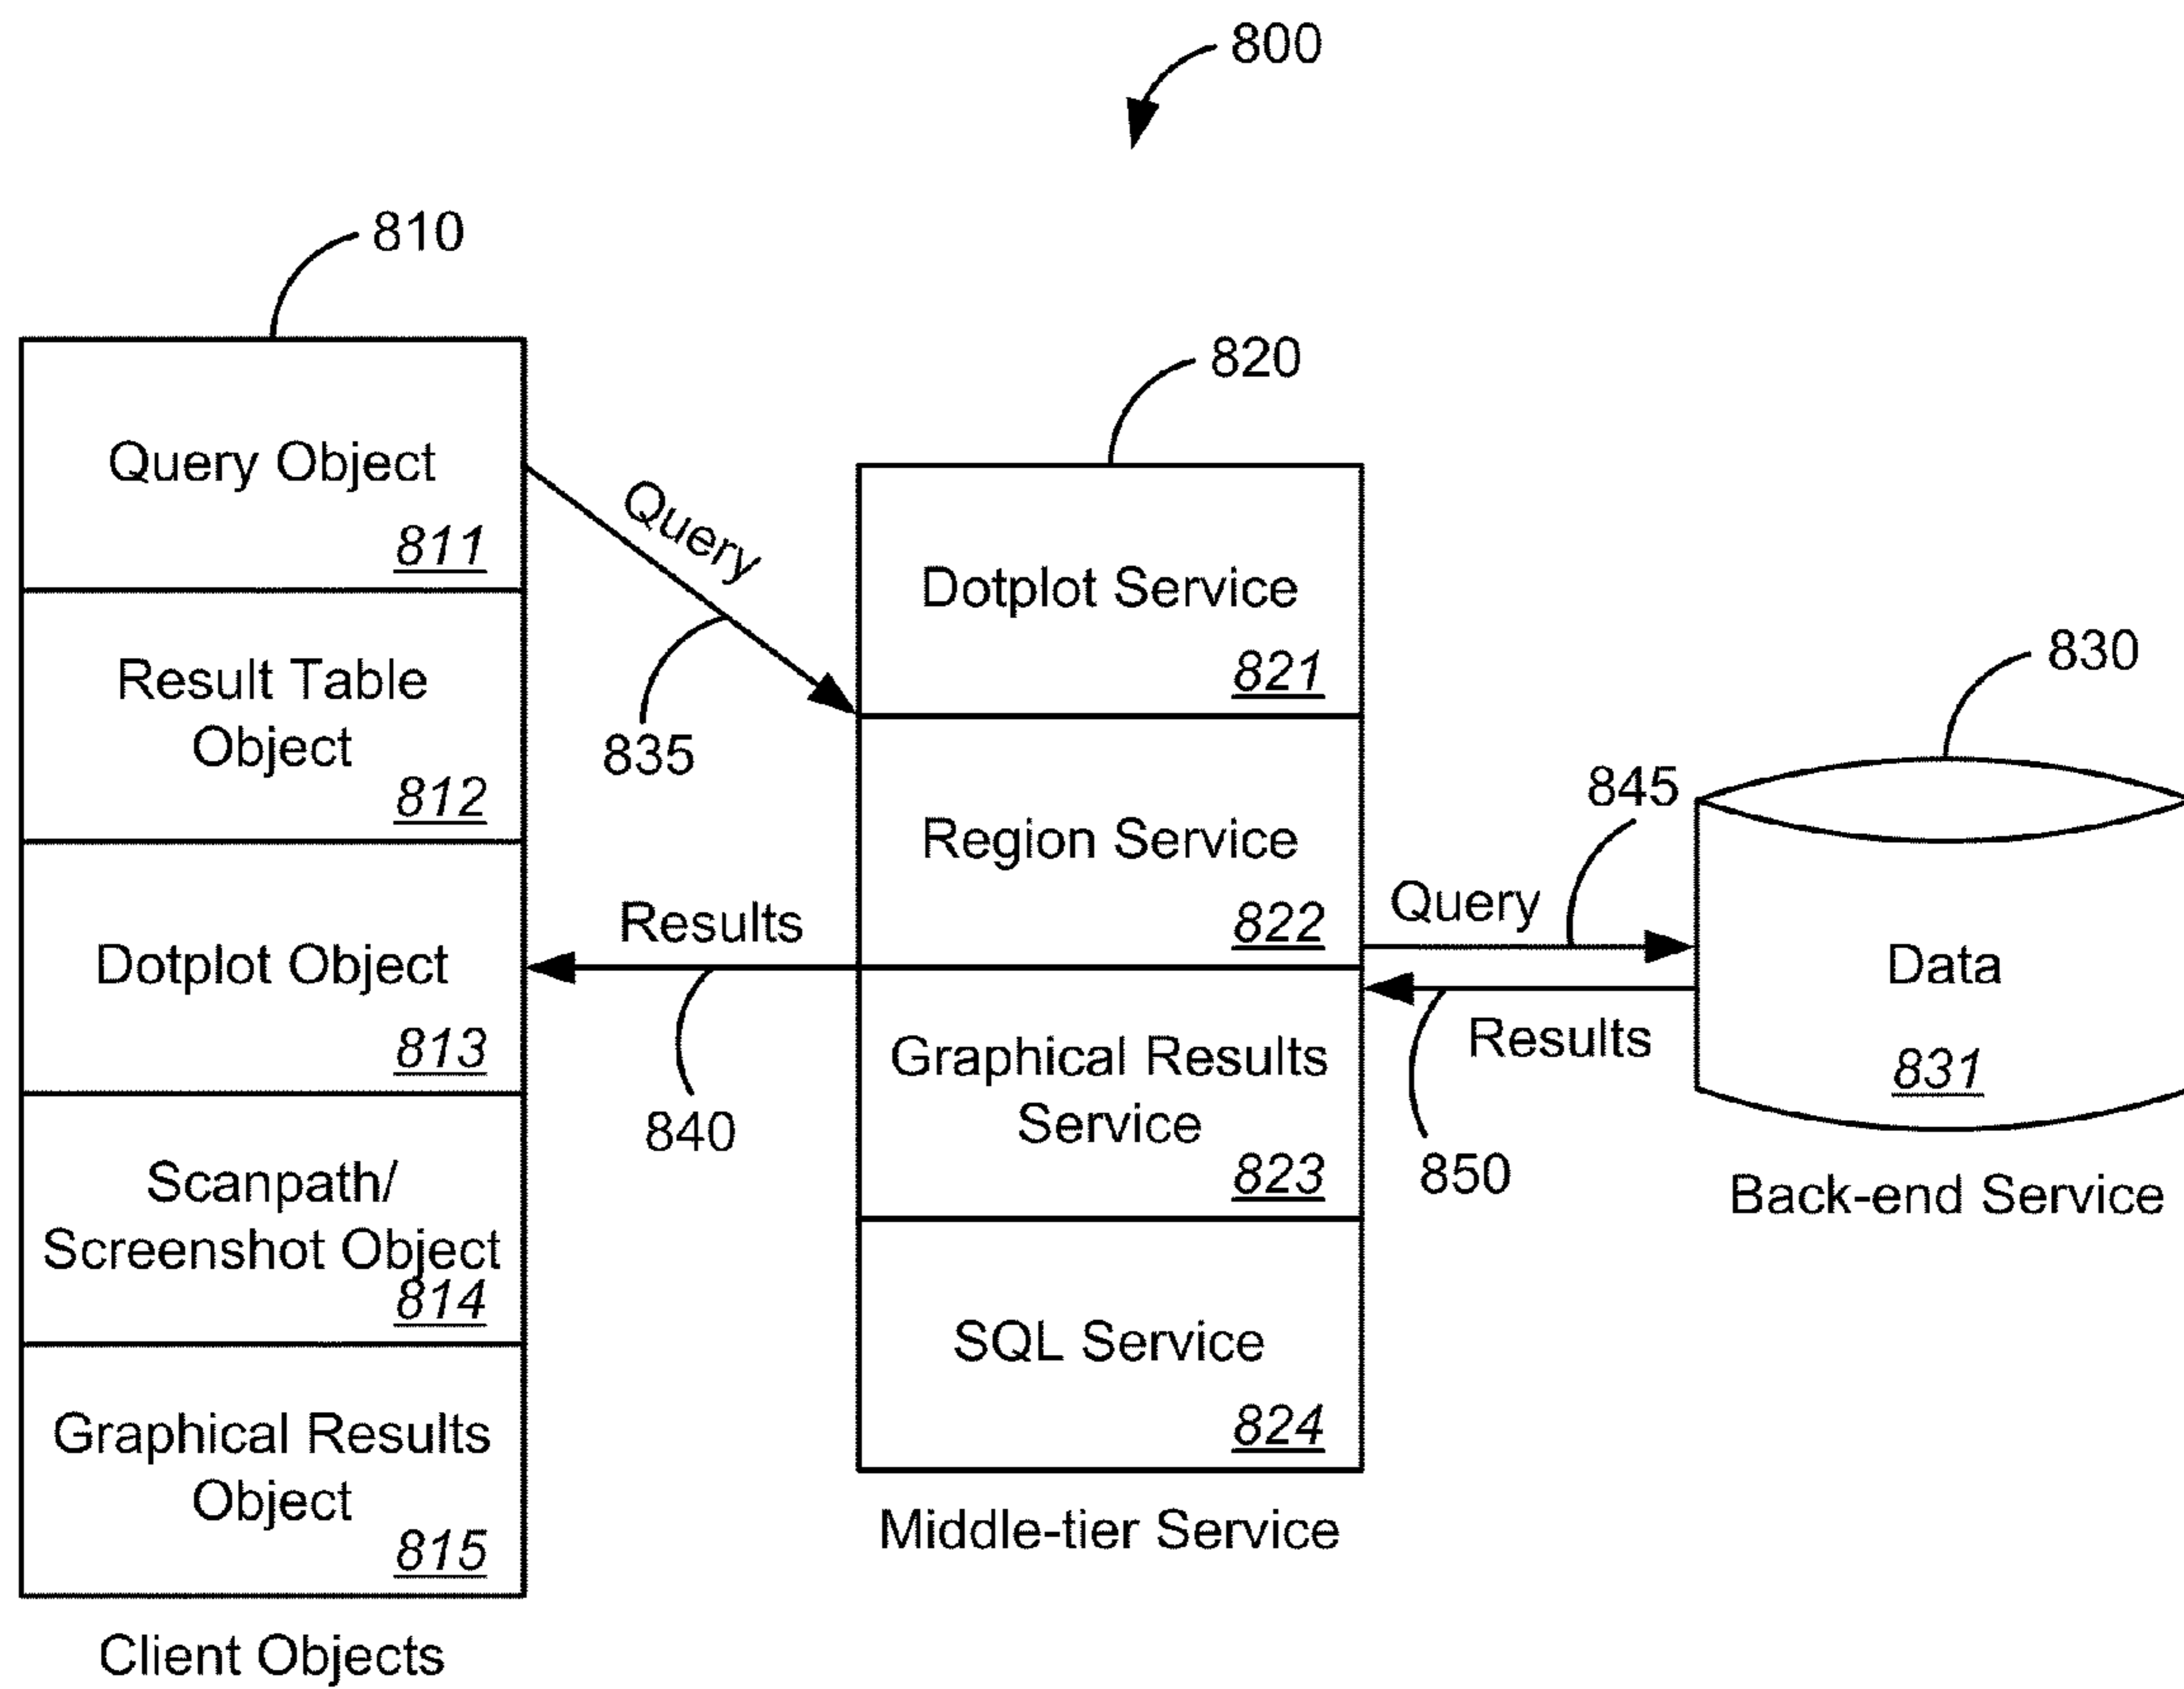 800
810
Query Object
811
Result Table
Object
812
Dotplot Object
813
Scanpath/
Screenshot Object
814
Graphical Results
Object
815
Client Objects
Query
835
Results
840
820
Dotplot Service
821
Region Service
822
Graphical Results
Service
823
SQL Service
824
Middle-tier Service
845
Query
Results
850
830
Data
831
Back-end Service